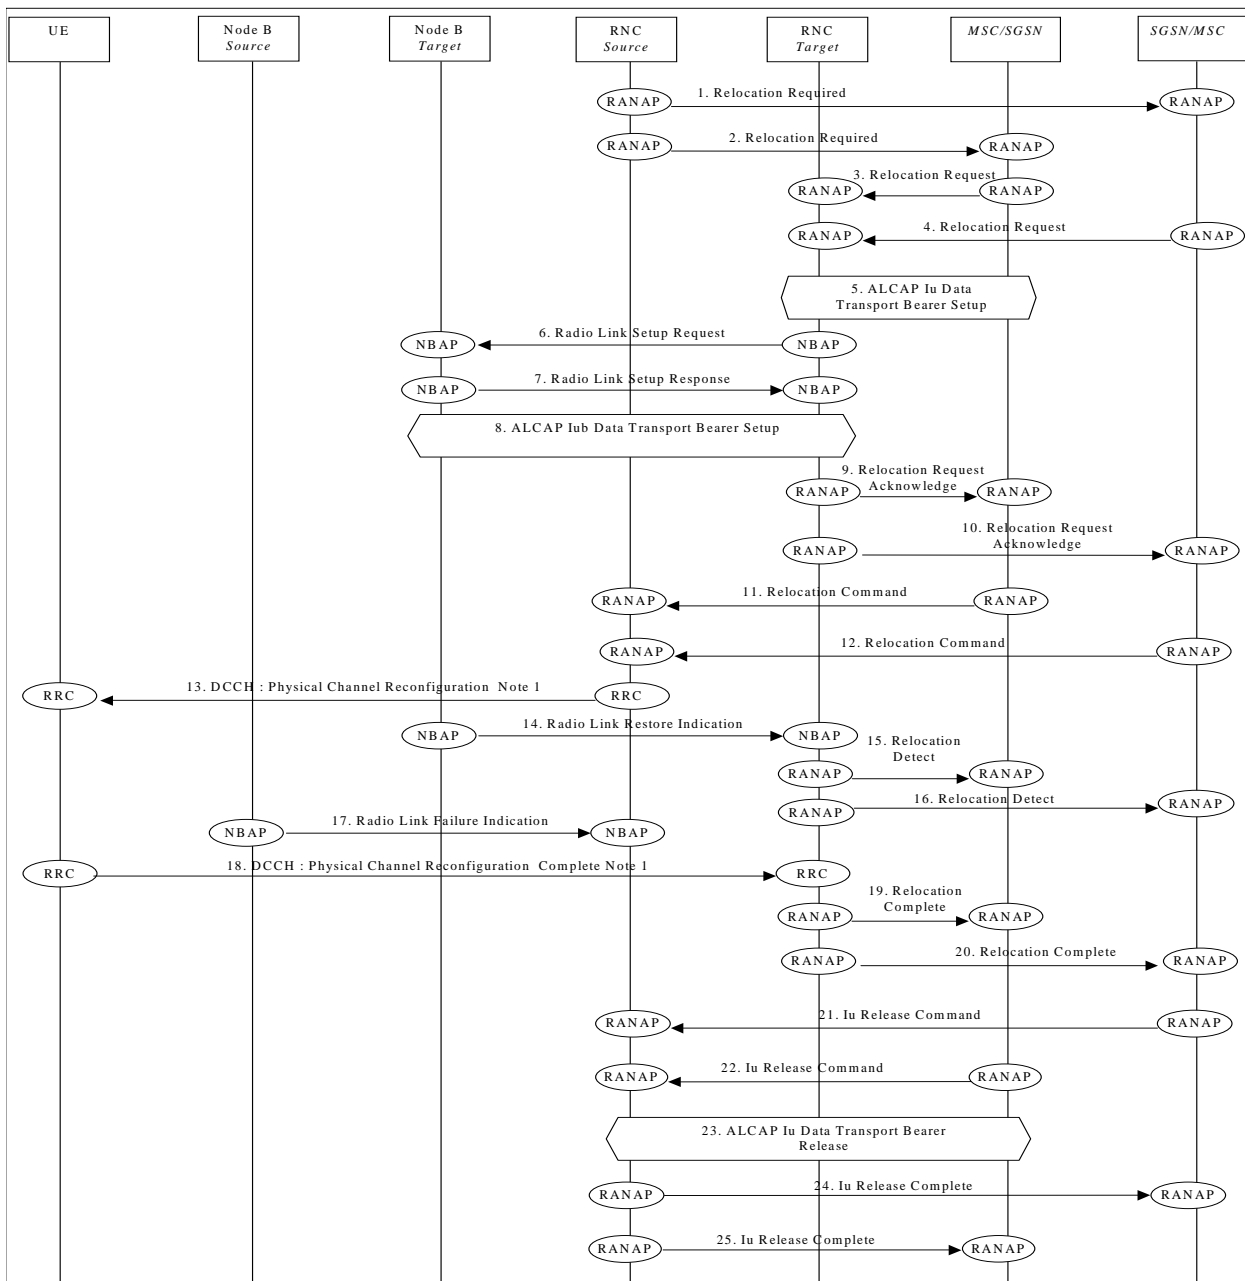 UE
Node B
Source
Node B
Target
RNC
Source
RNC
Target
MSC/SGSN
SGSN/MSC
RANAP
1. Relocation Required
RANAP
RANAP
2. Relocation Required
RANAP
RANAP
3. Relocation Request
RANAP
RANAP
4. Relocation Request
RANAP
5. ALCAP Iu Data
Transport Bearer Setup
NBAP
6. Radio Link Setup Request
NBAP
NBAP
7. Radio Link Setup Response
NBAP
8. ALCAP Iub Data Transport Bearer Setup
RANAP
9. Relocation Request
Acknowledge
RANAP
RANAP
10. Relocation Request
Acknowledge
RANAP
RANAP
11. Relocation Command
RANAP
RANAP
12. Relocation Command
RANAP
RRC
13. DCCH : Physical Channel Reconfiguration Note 1
RRC
NBAP
14. Radio Link Restore Indication
NBAP
RANAP
15. Relocation
Detect
RANAP
RANAP
16. Relocation Detect
RANAP
NBAP
17. Radio Link Failure Indication
NBAP
RRC
18. DCCH : Physical Channel Reconfiguration Complete Note 1
RRC
RANAP
19. Relocation
Complete
RANAP
RANAP
20. Relocation Complete
RANAP
RANAP
21. Iu Release Command
RANAP
RANAP
22. Iu Release Command
RANAP
23. ALCAP Iu Data Transport Bearer
Release
RANAP
24. Iu Release Complete
RANAP
RANAP
25. Iu Release Complete
RANAP